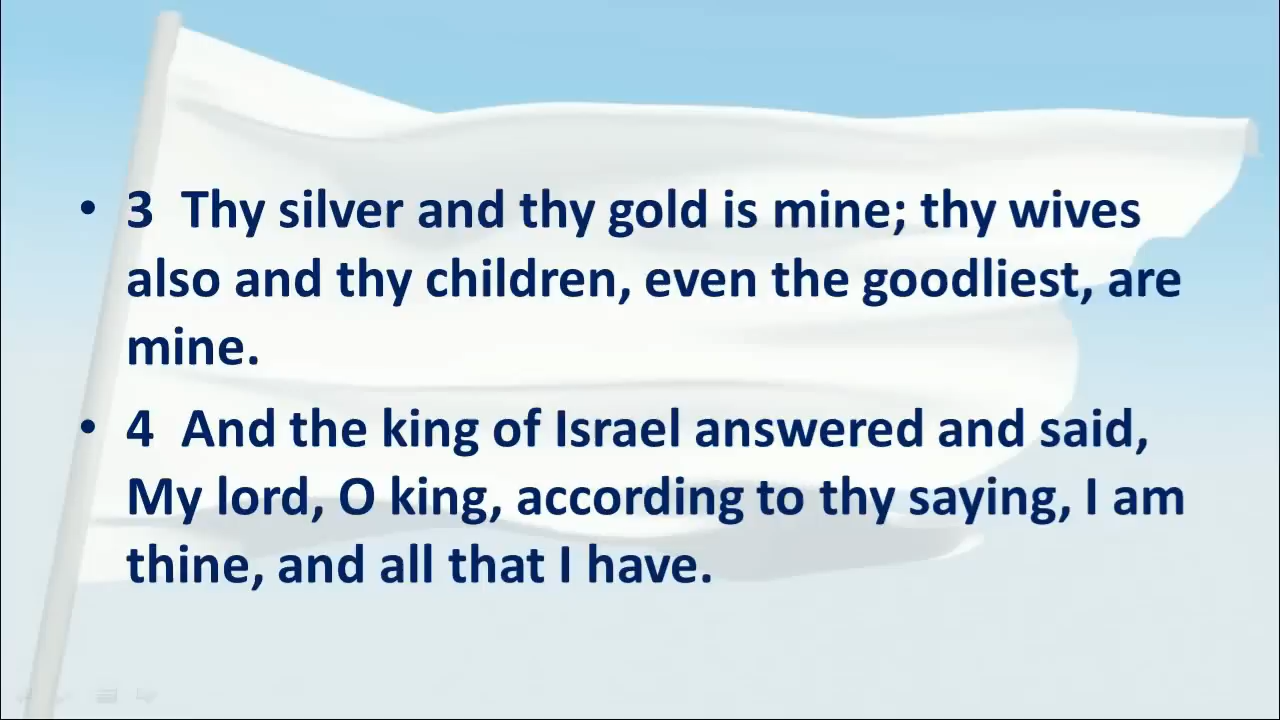 • 3 Thy silver and thy gold is mine; thy wives
also and thy children, even the goodliest, are
mine.
• 4 And the king of Israel answered and said,
My lord, O king, according to thy saying, I am
thine, and all that I have.